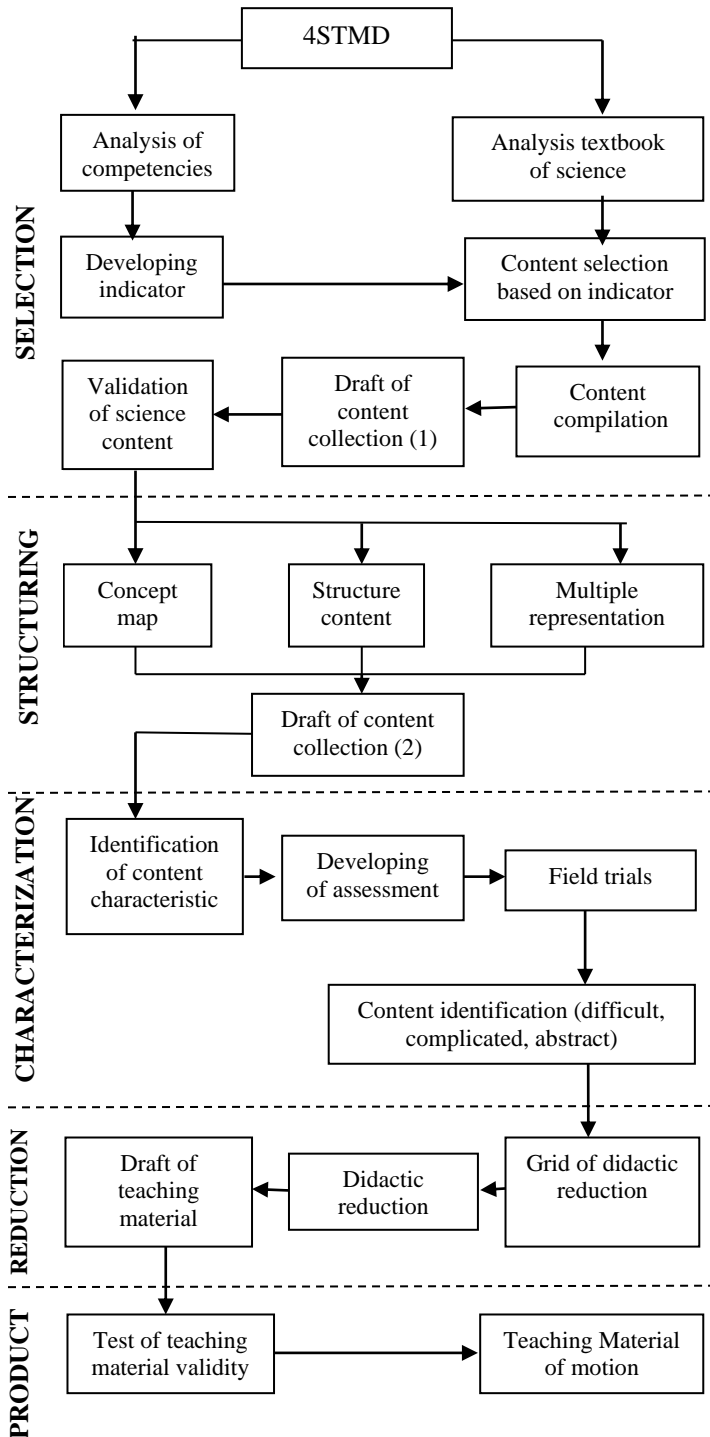 4STMD
SELECTION
Analysis of
competencies
Analysis textbook
of science
Developing
indicator
Content selection
based on indicator
Validation
of science
content
Draft of
content
collection (1)
Content
compilation
STRUCTURING
Concept
map
Structure
content
Multiple
representation
Draft of content
collection (2)
CHARACTERIZATION
Identification
of content
characteristic
Developing
of assessment
Field trials
Content identification (difficult,
complicated, abstract)
REDUCTION
Draft of
teaching
material
Didactic
reduction
Grid of didactic
reduction
PRODUCT
Test of teaching
material validity
Teaching Material
of motion